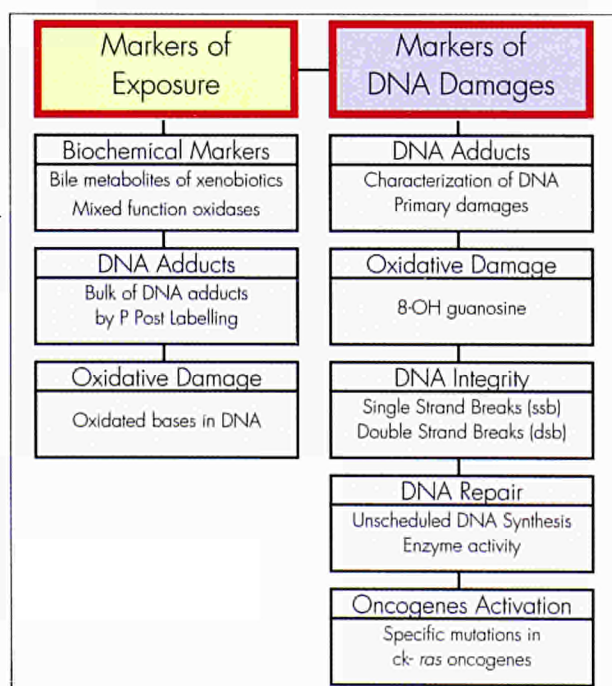 Markers of
Exposure
Biochemical Markers
Bile metabolites of xenobiotics
Mixed function oxidases
DNA Adducts
Bulk of DNA adducts
by P Post Labelling
Oxidative Damage
Oxidated bases in DNA
Markers of
DNA Damages
DNA Adducts
Characterization of DNA
Primary damages
Oxidative Damage
8-OH guanosine
DNA Integrity
Single Strand Breaks (ssb)
Double Strand Breaks (dsb)
DNA Repair
Unscheduled DNA Synthesis
Enzyme activity
Oncogenes Activation
Specific mutations in
ck- ras oncogenes